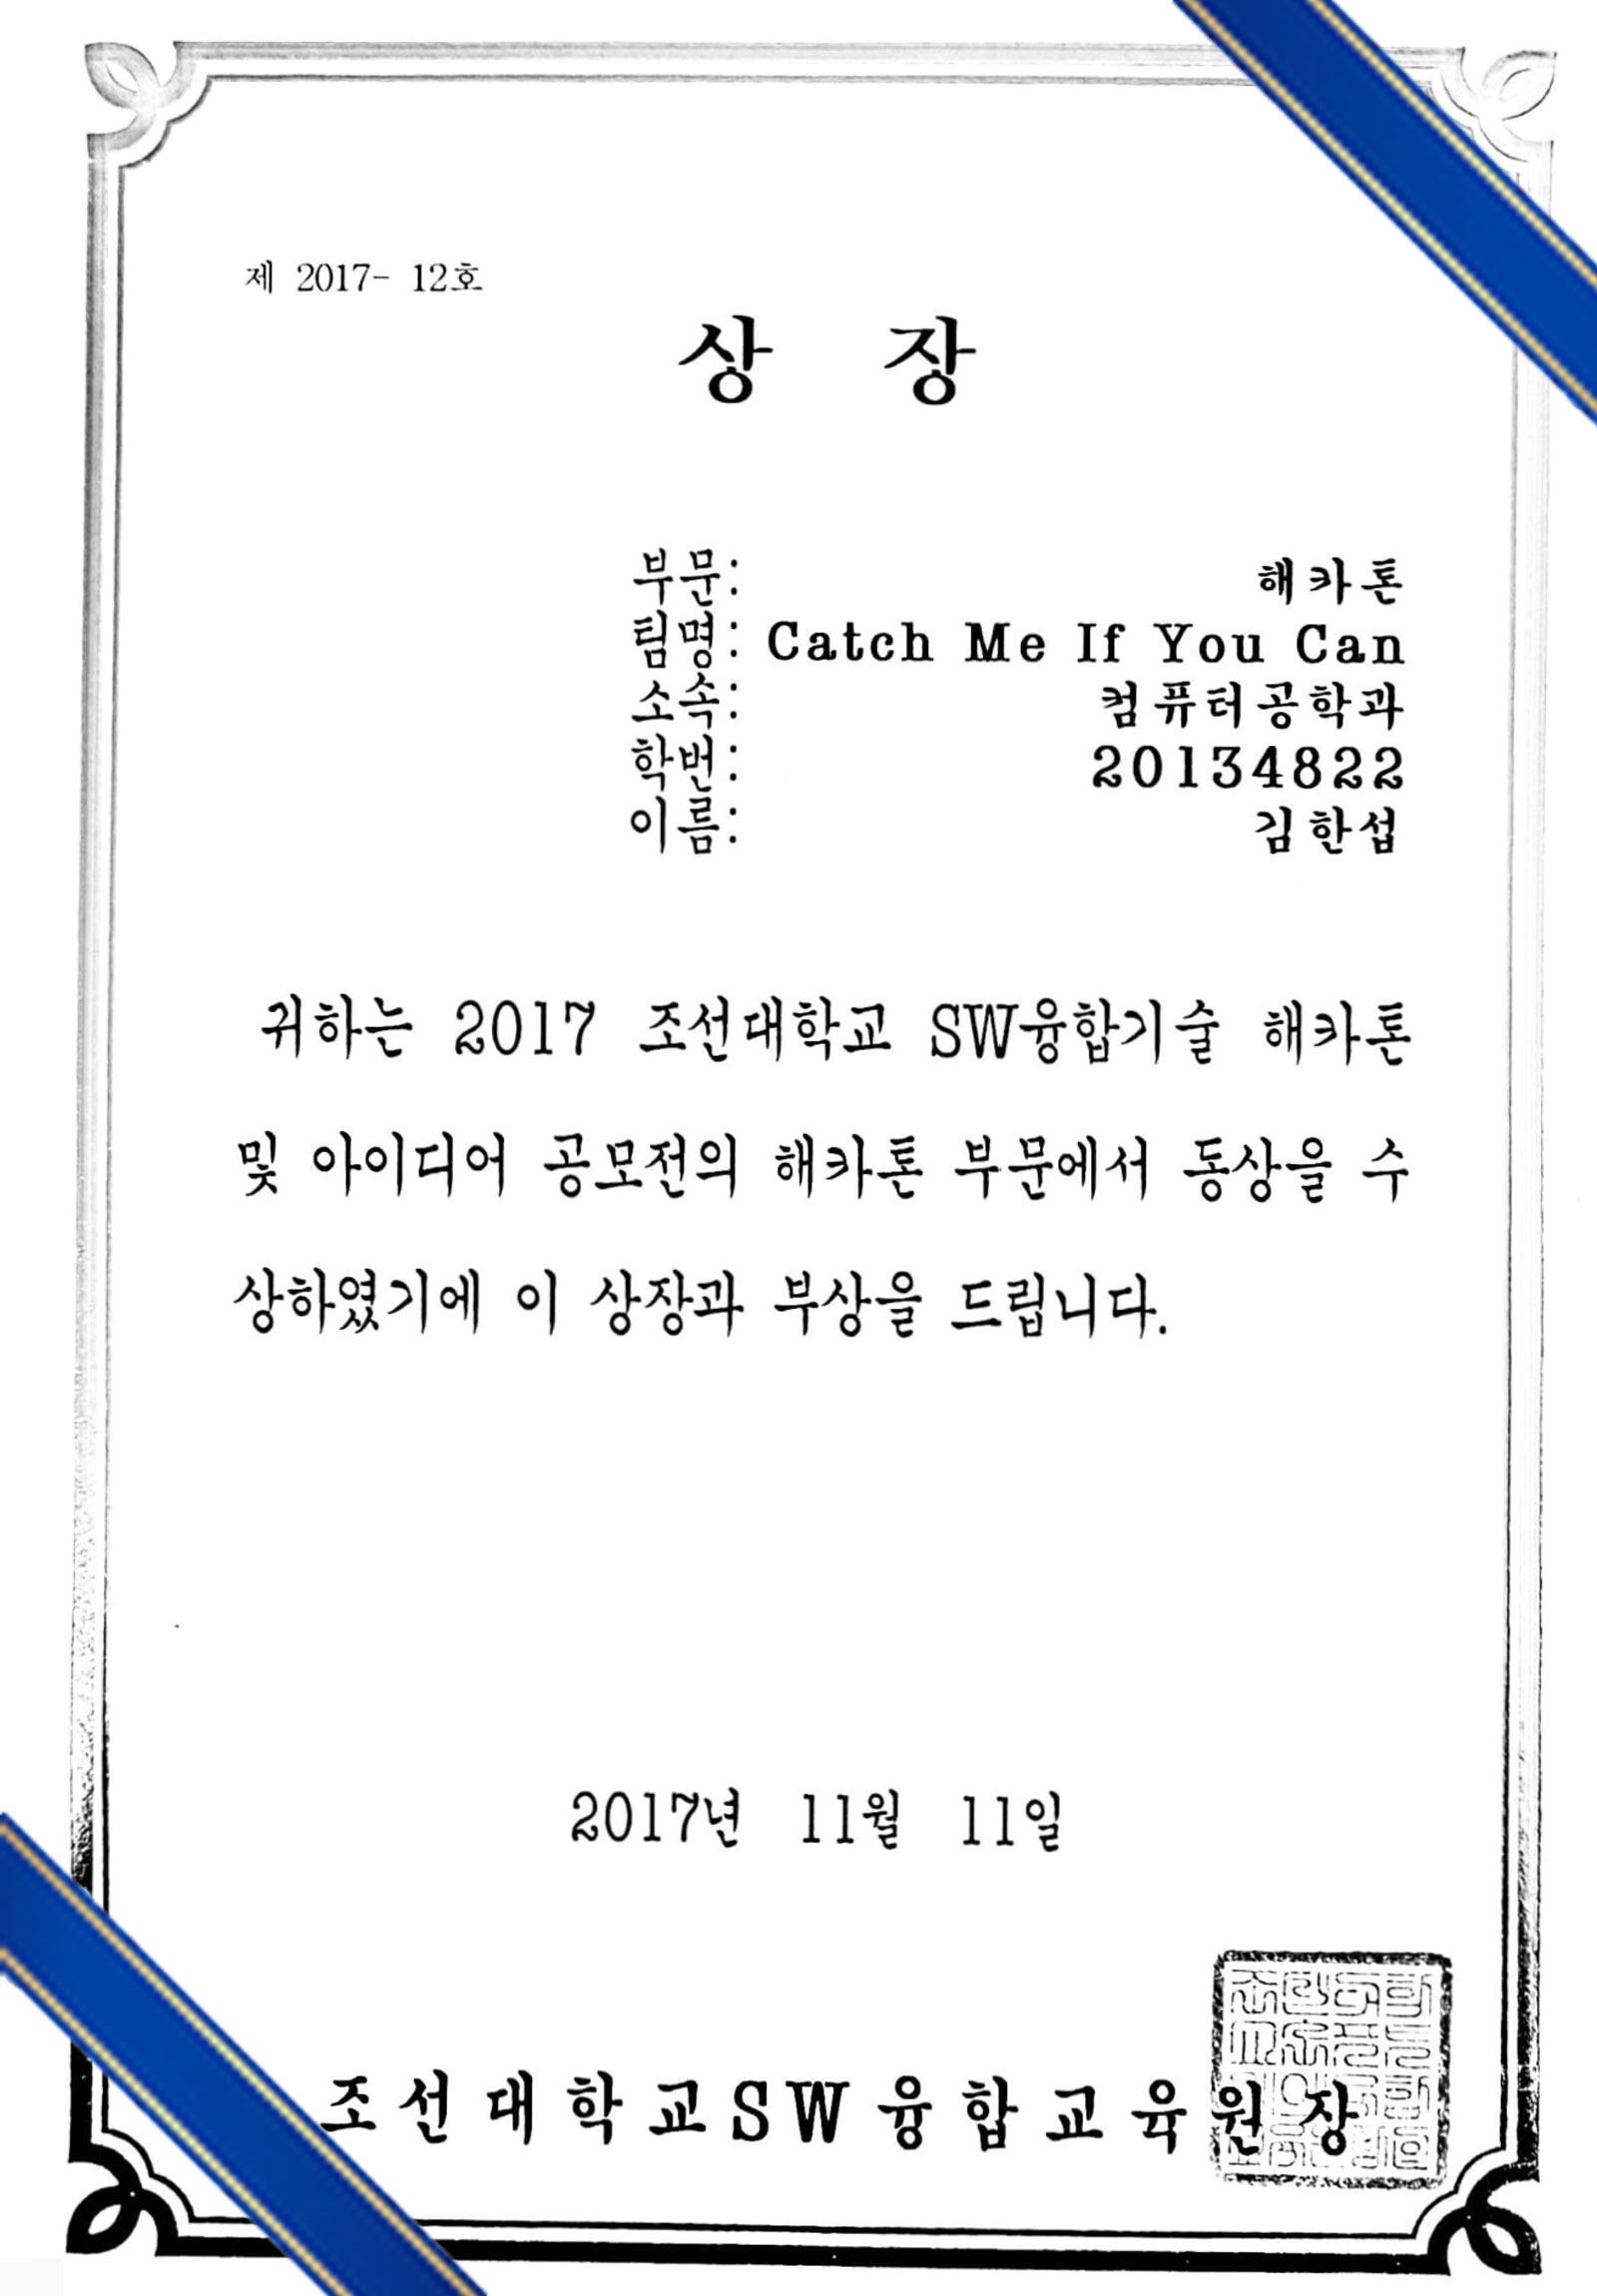 제 2017- 12호
상 장
부문: 해카톤
팀명: Catch Me If You Can
소속: 컴퓨터공학과
학번: 20134822
이름: 김한섭
귀하는 2017 조선대학교 SW융합기술 해카톤
및 아이디어 공모전의 해카톤 부문에서 동상을 수
상하였기에 이 상장과 부상을 드립니다.
2017년 11월 11일
조선대학교SW융합교육원장